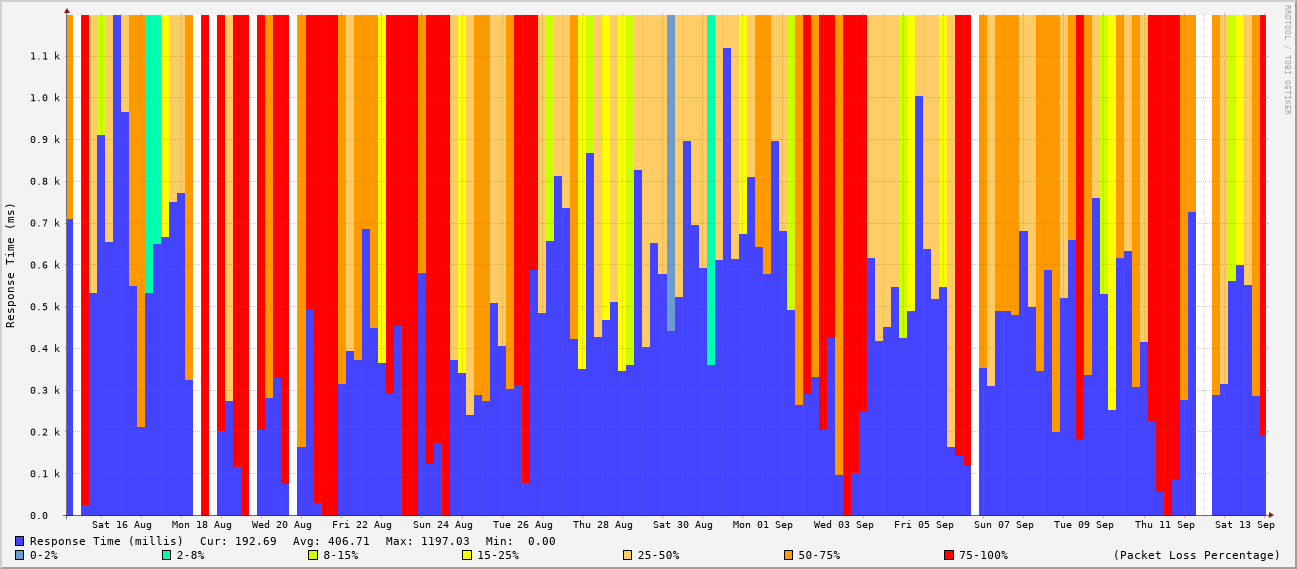 RRDTOOL / TOBI OETIKER
Response Time (ms)
1.1 k
1.0 k
0.9 k
0.8 k
0.7 k
0.6 k
0.5 k
0.4 k
0.3 k
0.2 k
0.1 k
0.0
Sat 16 Aug Mon 18 Aug Wed 20 Aug Fri 22 Aug Sun 24 Aug Tue 26 Aug Thu 28 Aug Sat 30 Aug Mon 01 Sep Wed 03 Sep Fri 05 Sep Sun 07 Sep Tue 09 Sep Thu 11 Sep Sat 13 Sep
Response Time (millis) Cur: 192.69 Avg: 406.71 Max: 1197.03 Min: 0.00
0-2% 2-8% 8-15% 15-25% 25-50% 50-75% 75-100% (Packet Loss Percentage)